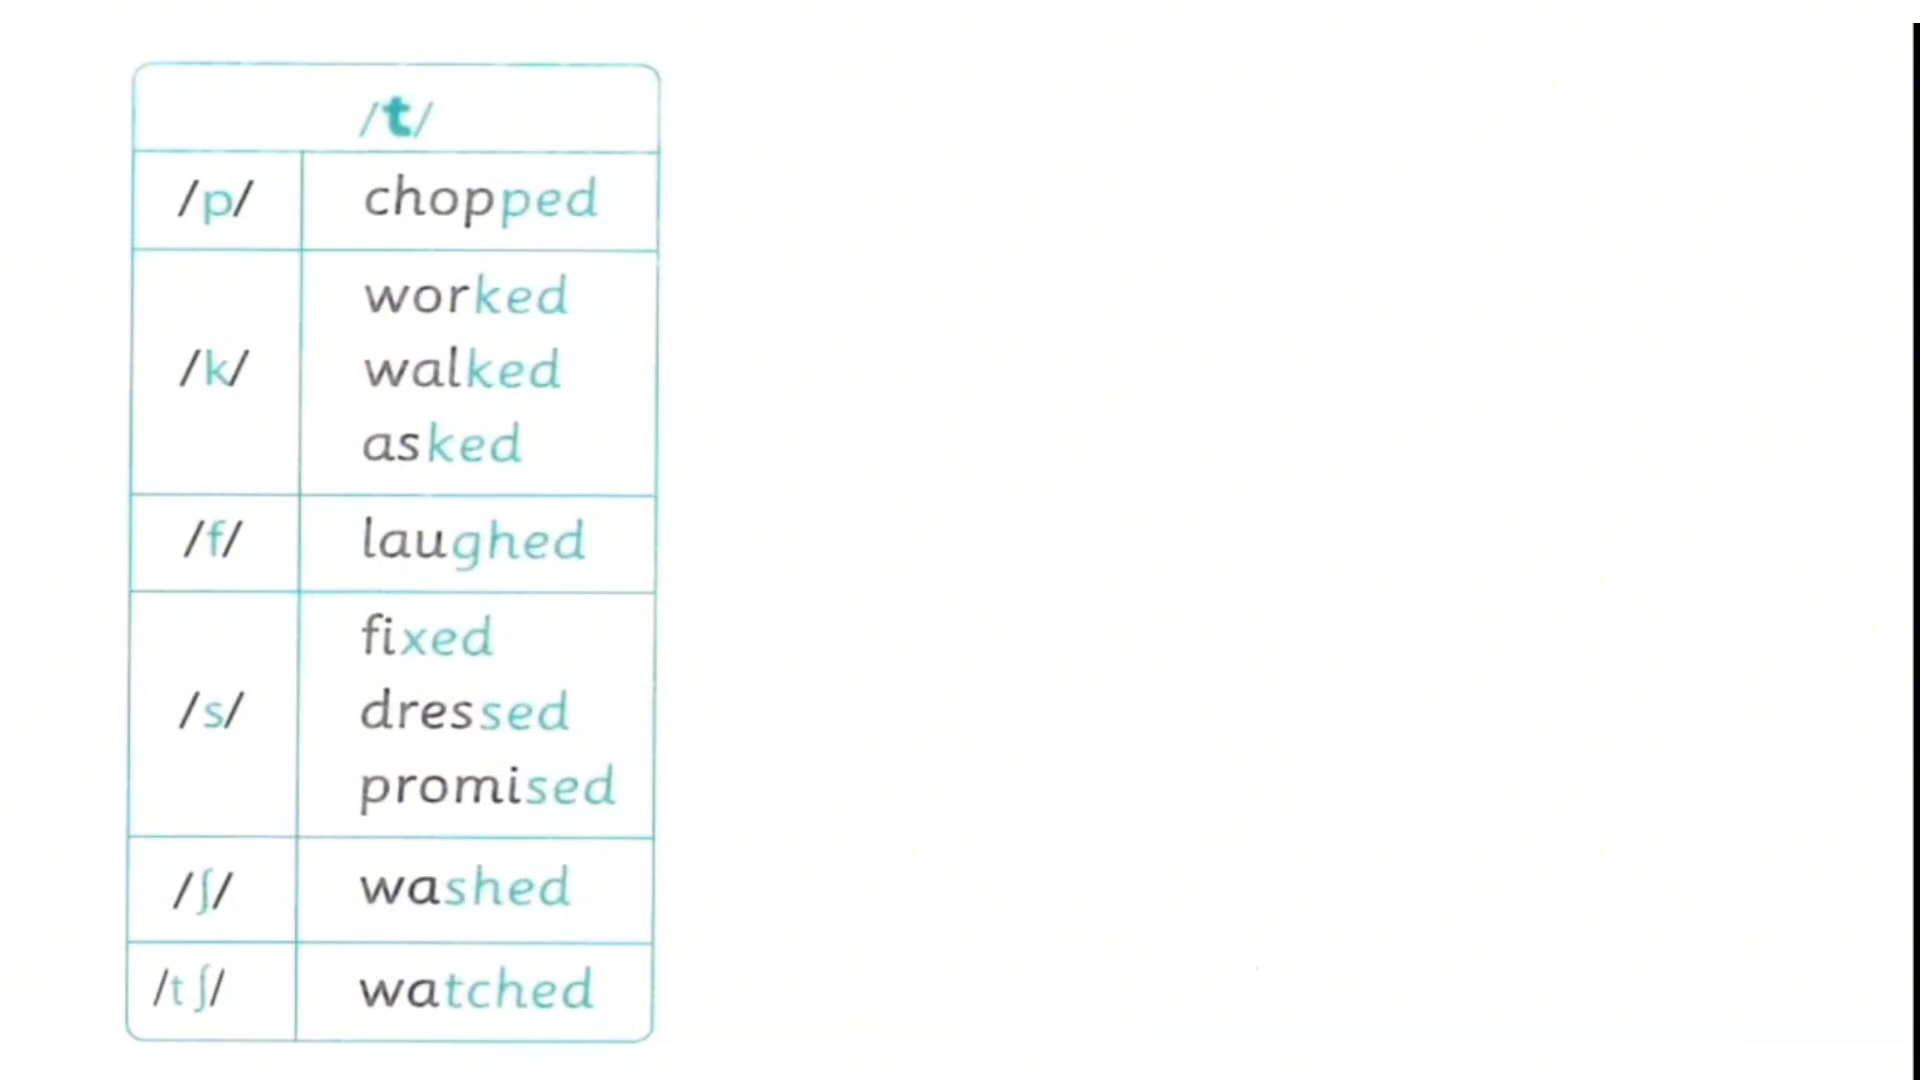 /t/
/p/ chopped
worked
/k/ walked
asked
/f/ laughed
fixed
/s/ dressed
promised
/ʃ/ washed
/tʃ/ watched